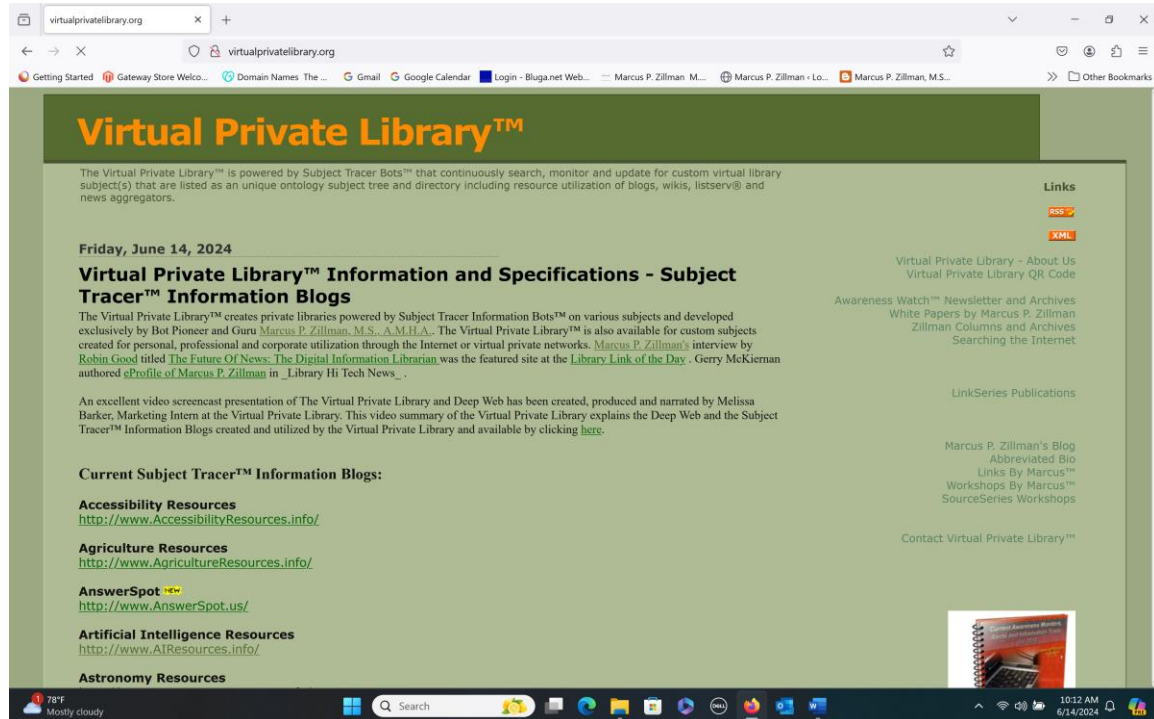 virtualprivatelibrary.org
virtualprivatelibrary.org
Getting Started Gateway Store Welco... Domain Names The ... Gmail Google Calendar Login - Bluga.net Web... Marcus P. Zillman M.... Marcus P. Zillman ‹ Lo... Marcus P. Zillman, M.S... Other Bookmarks
Virtual Private Library™
The Virtual Private Library™ is powered by Subject Tracer Bots™ that continuously search, monitor and update for custom virtual library
subject(s) that are listed as an unique ontology subject tree and directory including resource utilization of blogs, wikis, listserv® and
news aggregators.
Friday, June 14, 2024
Virtual Private Library™ Information and Specifications - Subject
Tracer™ Information Blogs
The Virtual Private Library™ creates private libraries powered by Subject Tracer Information Bots™ on various subjects and developed
exclusively by Bot Pioneer and Guru Marcus P. Zillman, M.S., A.M.H.A.. The Virtual Private Library™ is also available for custom subjects
created for personal, professional and corporate utilization through the Internet or virtual private networks. Marcus P. Zillman's interview by
Robin Good titled The Future Of News: The Digital Information Librarian was the featured site at the Library Link of the Day . Gerry McKiernan
authored eProfile of Marcus P. Zillman in _Library Hi Tech News_ .
An excellent video screencast presentation of The Virtual Private Library and Deep Web has been created, produced and narrated by Melissa
Barker, Marketing Intern at the Virtual Private Library. This video summary of the Virtual Private Library explains the Deep Web and the Subject
Tracer™ Information Blogs created and utilized by the Virtual Private Library and available by clicking here.
Current Subject Tracer™ Information Blogs:
Accessibility Resources
http://www.AccessibilityResources.info/
Agriculture Resources
http://www.AgricultureResources.info/
AnswerSpot NEW
http://www.AnswerSpot.us/
Artificial Intelligence Resources
http://www.AIResources.info/
Astronomy Resources
Links
RSS
XML
Virtual Private Library - About Us
Virtual Private Library QR Code
Awareness Watch™ Newsletter and Archives
White Papers by Marcus P. Zillman
Zillman Columns and Archives
Searching the Internet
LinkSeries Publications
Marcus P. Zillman's Blog
Abbreviated Bio
Links By Marcus™
Workshops By Marcus™
SourceSeries Workshops
Contact Virtual Private Library™
1
78°F
Mostly cloudy
Search
DELL
10:12 AM
6/14/2024